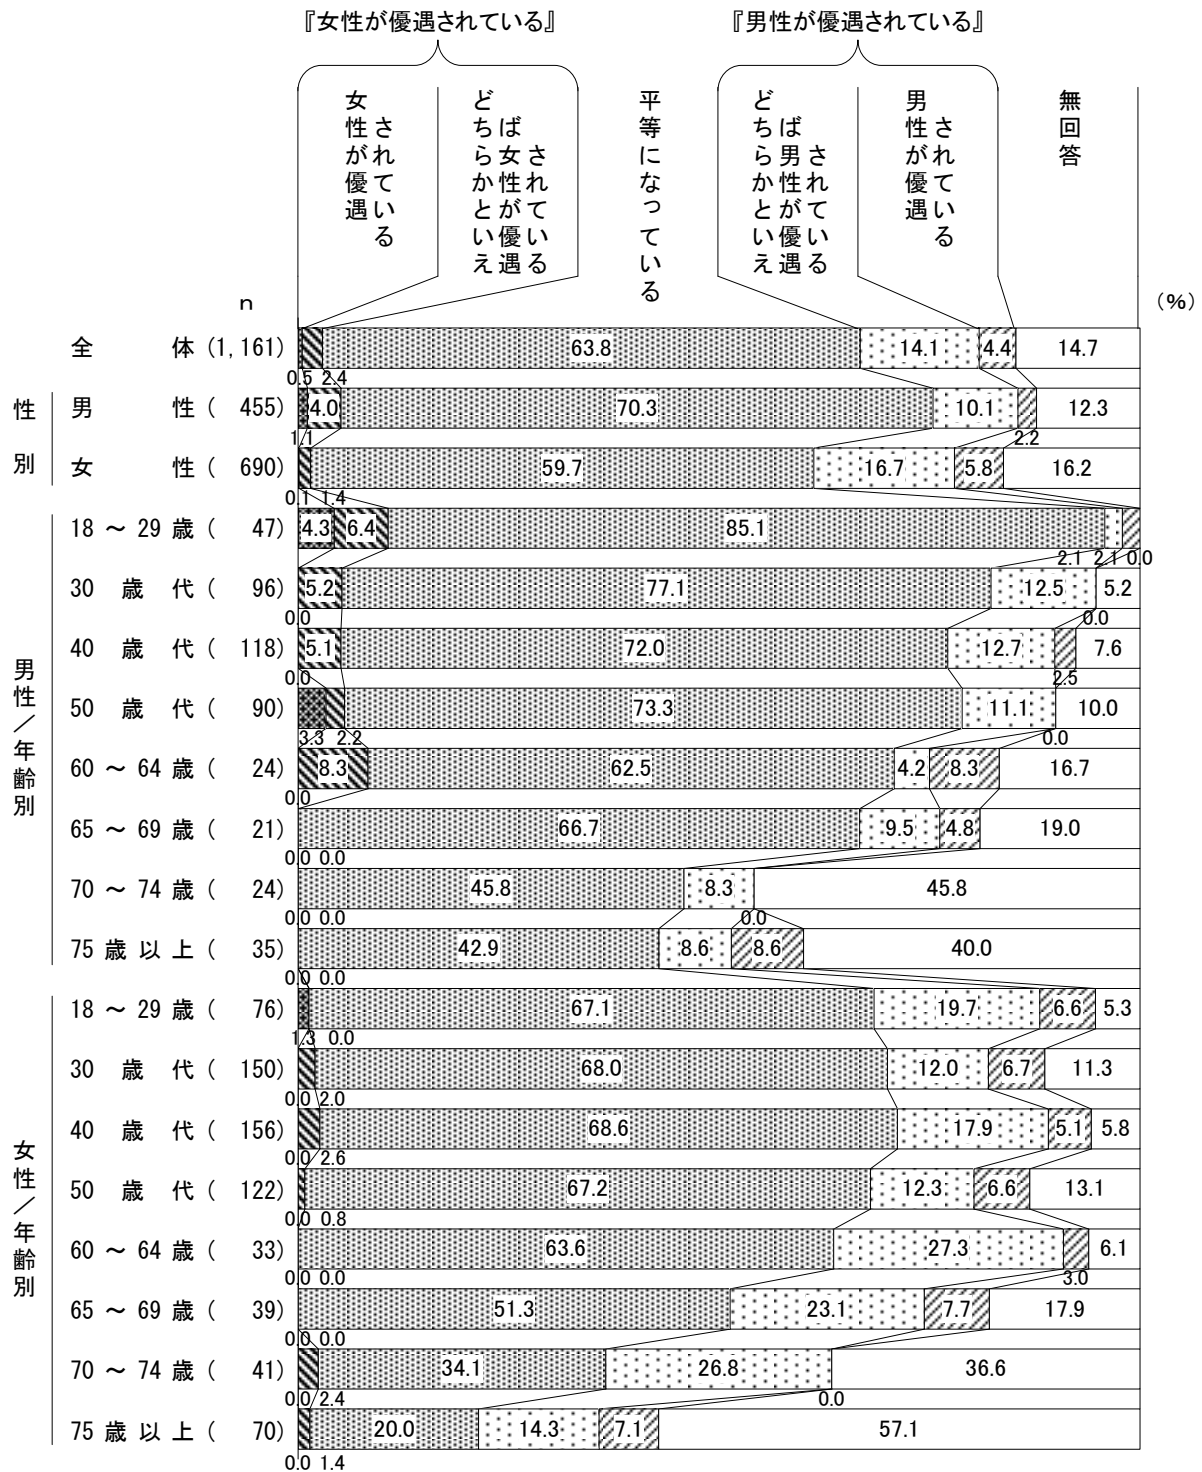 『女性が優遇されている』 『男性が優遇されている』
女性が優遇
されている
どちらかといえ
ば女性が優遇
されている
平等になっている
どちらかといえ
ば男性が優遇
されている
男性が優遇
されている
無回答
n (%)
全 体 (1,161) 63.8 14.1 4.4 14.7
0.5 2.4
性別
男 性 ( 455) 4.0 70.3 10.1 12.3
1.1 2.2
女 性 ( 690) 59.7 16.7 5.8 16.2
0.1 1.4
男性/年齢別
18 ~ 29 歳 ( 47) 4.3 6.4 85.1
2.1 2.1 0.0
30 歳 代 ( 96) 5.2 77.1 12.5 5.2
0.0 0.0
40 歳 代 ( 118) 5.1 72.0 12.7 7.6
0.0 2.5
50 歳 代 ( 90) 73.3 11.1 10.0
3.3 2.2 0.0
60 ~ 64 歳 ( 24) 8.3 62.5 4.2 8.3 16.7
0.0
65 ~ 69 歳 ( 21) 66.7 9.5 4.8 19.0
0.0 0.0
70 ~ 74 歳 ( 24) 45.8 8.3 45.8
0.0 0.0 0.0
75 歳 以 上 ( 35) 42.9 8.6 8.6 40.0
0.0 0.0
女性/年齢別
18 ~ 29 歳 ( 76) 67.1 19.7 6.6 5.3
1.3 0.0
30 歳 代 ( 150) 68.0 12.0 6.7 11.3
0.0 2.0
40 歳 代 ( 156) 68.6 17.9 5.1 5.8
0.0 2.6
50 歳 代 ( 122) 67.2 12.3 6.6 13.1
0.0 0.8
60 ~ 64 歳 ( 33) 63.6 27.3 6.1
0.0 0.0 3.0
65 ~ 69 歳 ( 39) 51.3 23.1 7.7 17.9
0.0 0.0
70 ~ 74 歳 ( 41) 34.1 26.8 36.6
0.0 2.4 0.0
75 歳 以 上 ( 70) 20.0 14.3 7.1 57.1
0.0 1.4